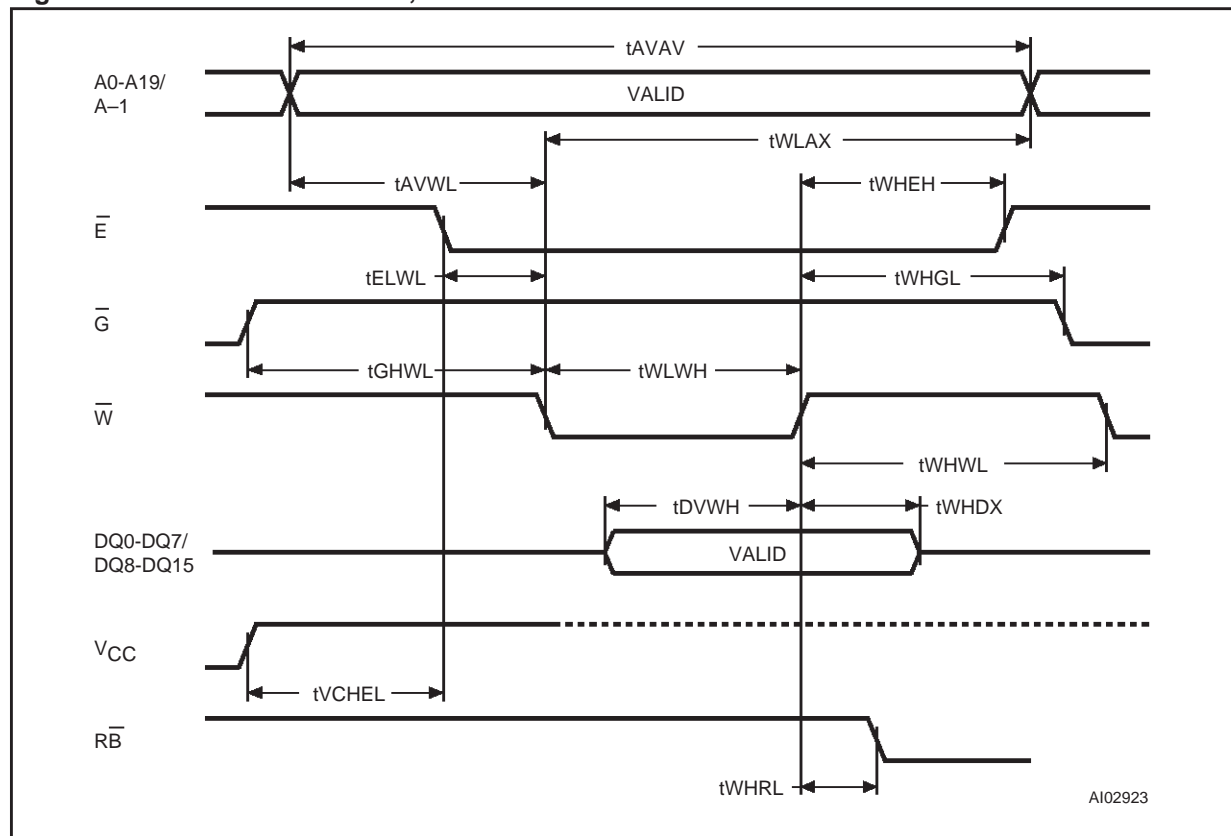 tAVAV
A0-A19/
A–1
VALID
tWLAX
tAVWL
tWHEH
E̅
tELWL
tWHGL
G̅
tGHWL
tWLWH
W̅
tWHWL
tDVWH
tWHDX
DQ0-DQ7/
DQ8-DQ15
VALID
VCC
tVCHEL
RB̅
tWHRL
AI02923